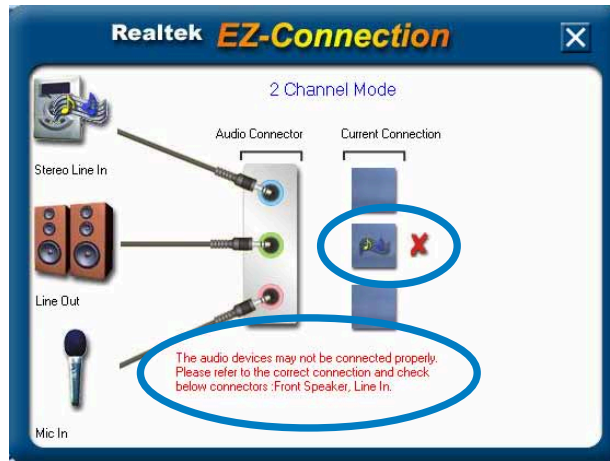 Realtek EZ-Connection
2 Channel Mode
Audio Connector
Current Connection
Stereo Line In
Line Out
The audio devices may not be connected properly.
Please refer to the correct connection and check
below connectors :Front Speaker, Line In.
Mic In